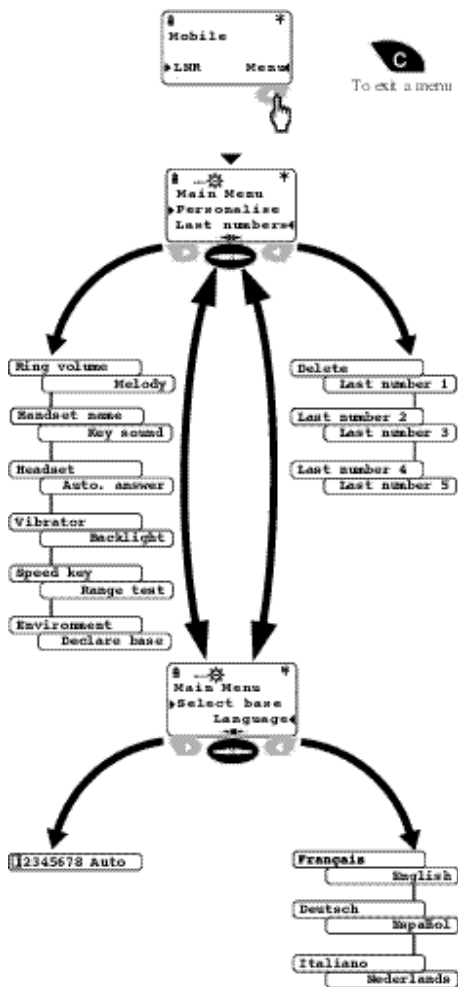 Mobile
LNR Menu
C
To exit a menu
Main Menu
Personalise
Last numbers
Ring volume
Melody
Handset name
Key sound
Headset
Auto. answer
Vibrator
Backlight
Speed key
Range test
Environment
Declare base
Delete
Last number 1
Last number 2
Last number 3
Last number 4
Last number 5
Main Menu
Select base
Language
12345678 Auto
Français
English
Deutsch
Español
Italiano
Nederlands